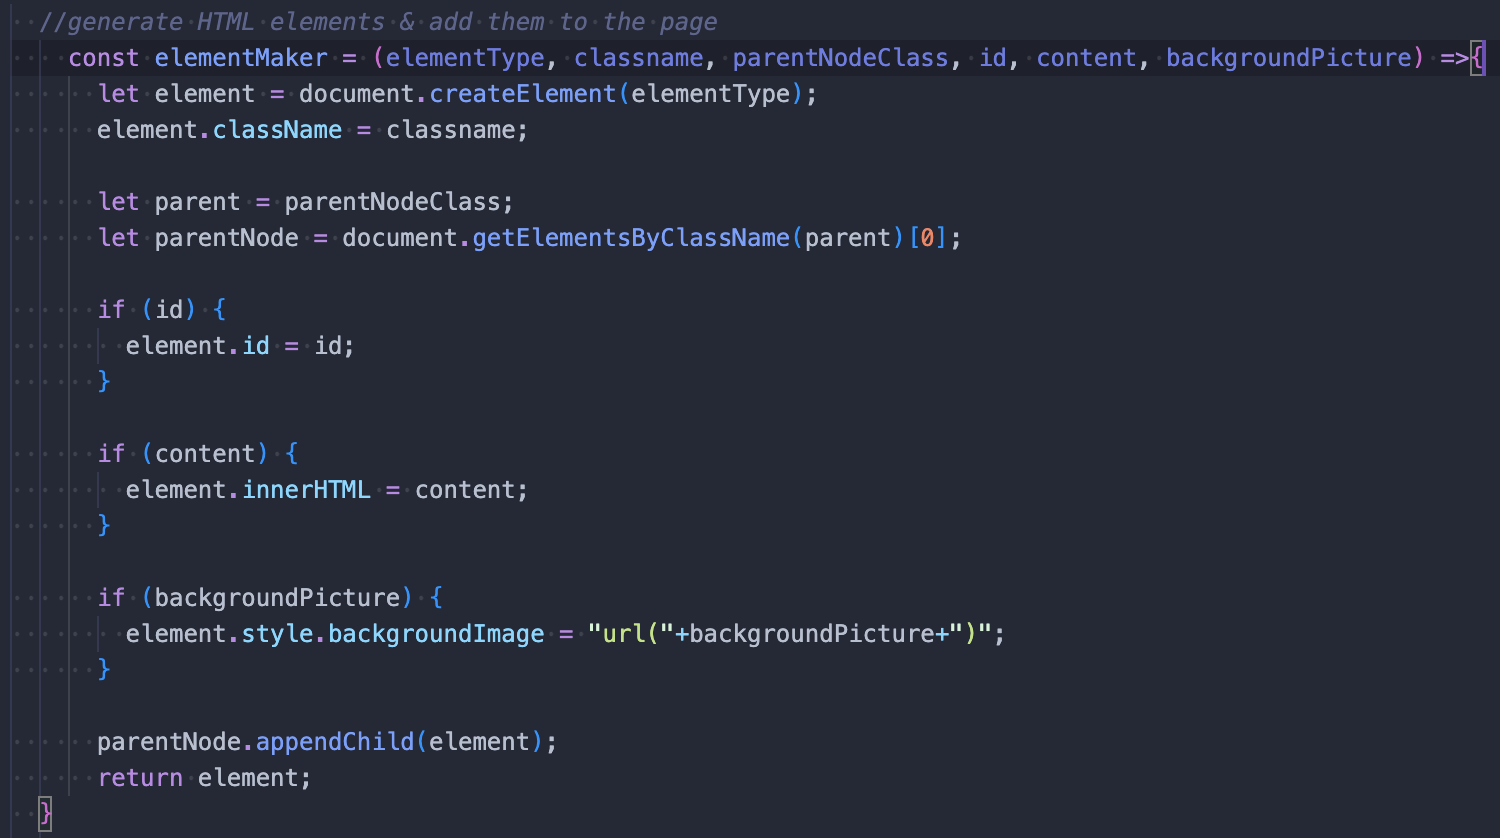 //generate HTML elements & add them to the page
const elementMaker = (elementType, classname, parentNodeClass, id, content, backgroundPicture) =>{
let element = document.createElement(elementType);
element.className = classname;
let parent = parentNodeClass;
let parentNode = document.getElementsByClassName(parent)[0];
if (id) {
element.id = id;
}
if (content) {
element.innerHTML = content;
}
if (backgroundPicture) {
element.style.backgroundImage = "url("+backgroundPicture+")";
}
parentNode.appendChild(element);
return element;
}